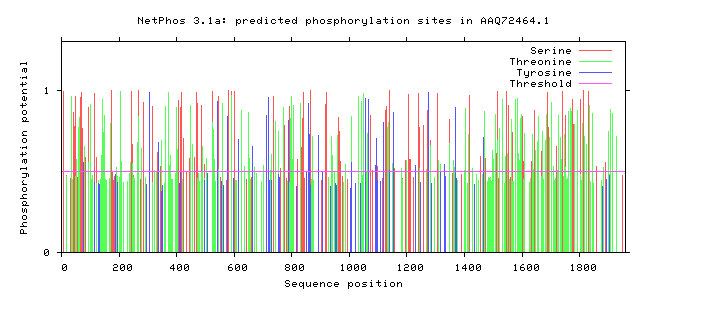 NetPhos 3.1a: predicted phosphorylation sites in AAQ72464.1
Serine
Threonine
Tyrosine
Threshold
Phosphorylation potential
1
0
0 200 400 600 800 1000 1200 1400 1600 1800
Sequence position